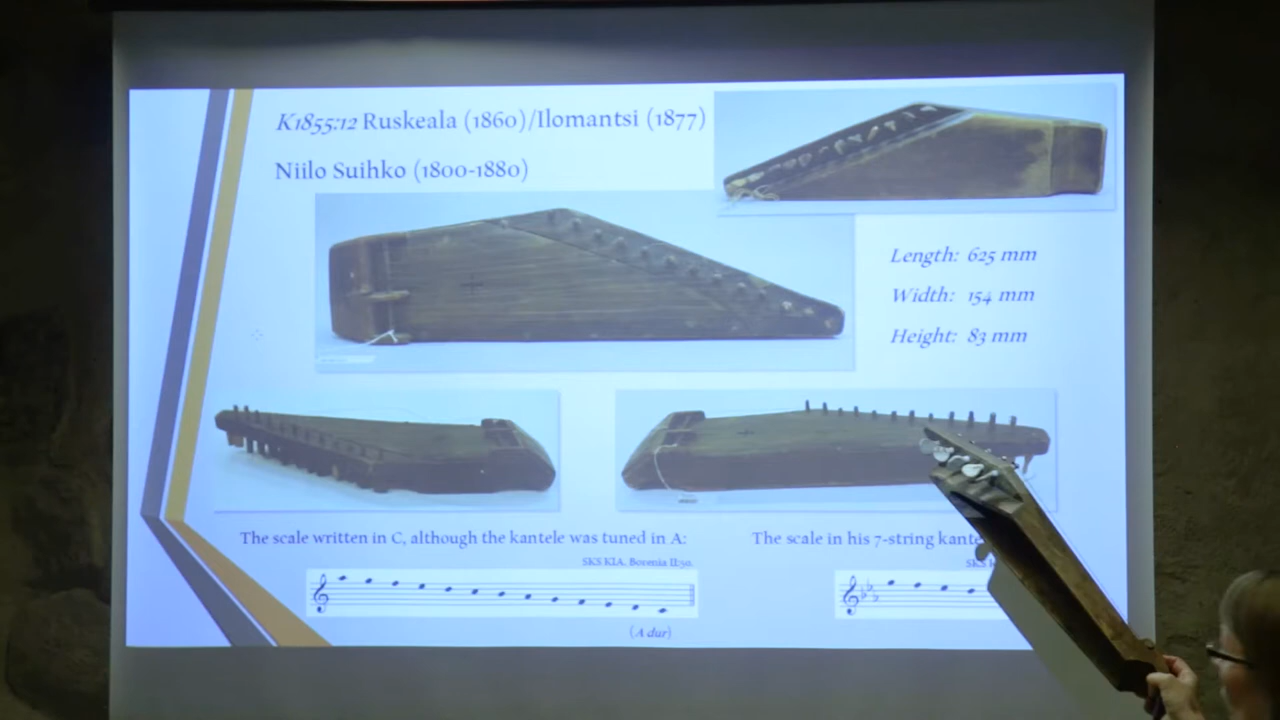 K1855:12 Ruskeala (1860)/Ilomantsi (1877)
Niilo Suihko (1800-1880)
Length: 625 mm
Width: 154 mm
Height: 83 mm
The scale written in C, although the kantele was tuned in A:
SKS KIA. Borenia II:50.
(A dur)
The scale in his 7-string
SKS